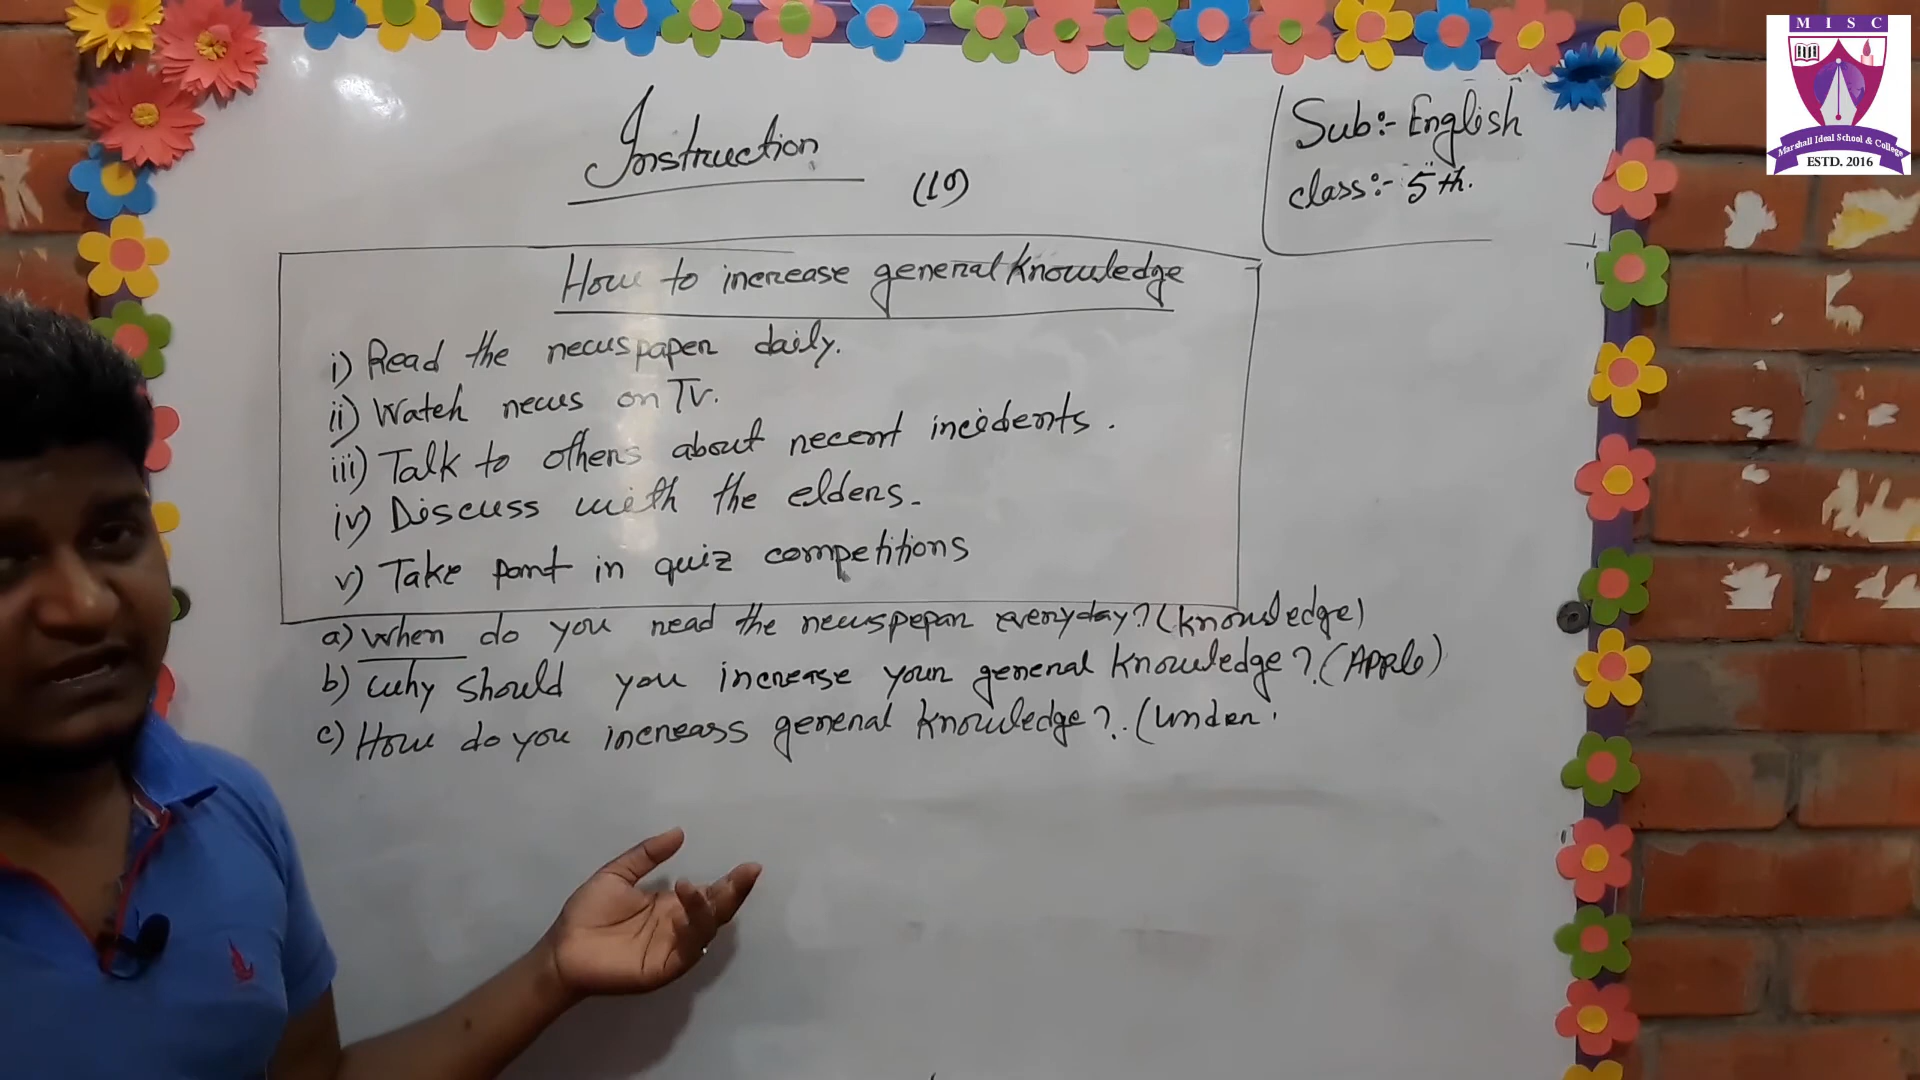 Instruction
(10)
Sub:- English
class:- 5th.
How to increase general knowledge
i) Read the newspaper daily.
ii) Watch news on TV.
iii) Talk to others about recent incidents.
iv) Discuss with the elders.
v) Take part in quiz competitions
a) When do you read the newspepar everyday? (knowledge)
b) Why should you increase your general knowledge? (Apple)
c) How do you increass general knowledge? (Under.
MISC
Marshall Ideal School & College
ESTD. 2016